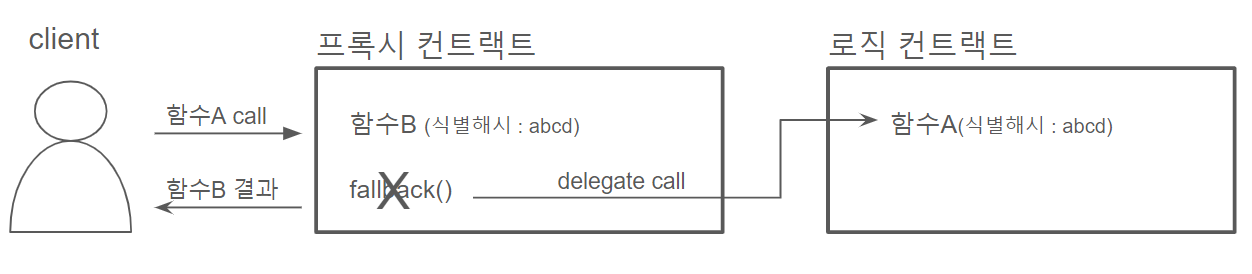 client
프록시 컨트랙트
로직 컨트랙트
함수A call
함수B (식별해시 : abcd)
함수A(식별해시 : abcd)
함수B 결과
fallback()
X
delegate call